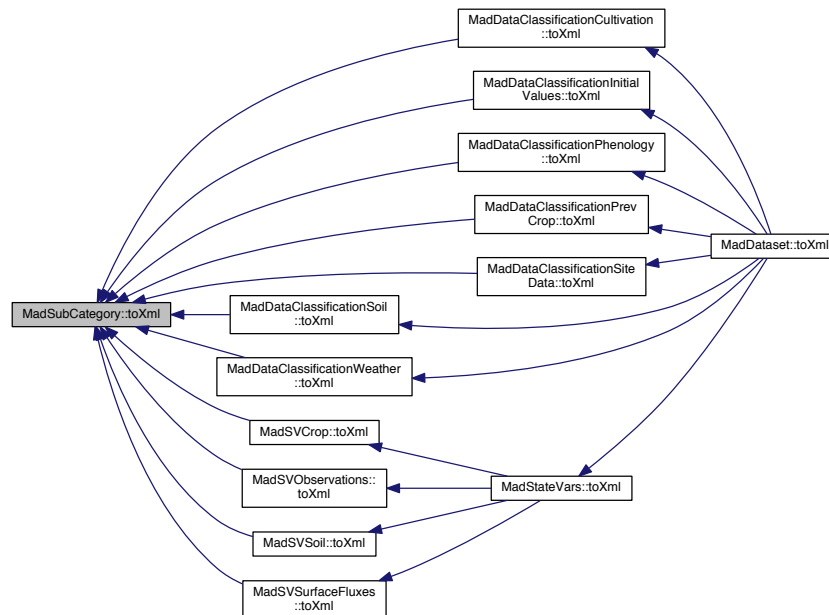 MadDataClassificationCultivation
::toXml
MadDataClassificationInitial
Values::toXml
MadDataClassificationPhenology
::toXml
MadDataClassificationPrev
Crop::toXml
MadDataset::toXml
MadDataClassificationSite
Data::toXml
MadSubCategory::toXml
MadDataClassificationSoil
::toXml
MadDataClassificationWeather
::toXml
MadSVCrop::toXml
MadSVObservations::
toXml
MadStateVars::toXml
MadSVSoil::toXml
MadSVSurfaceFluxes
::toXml